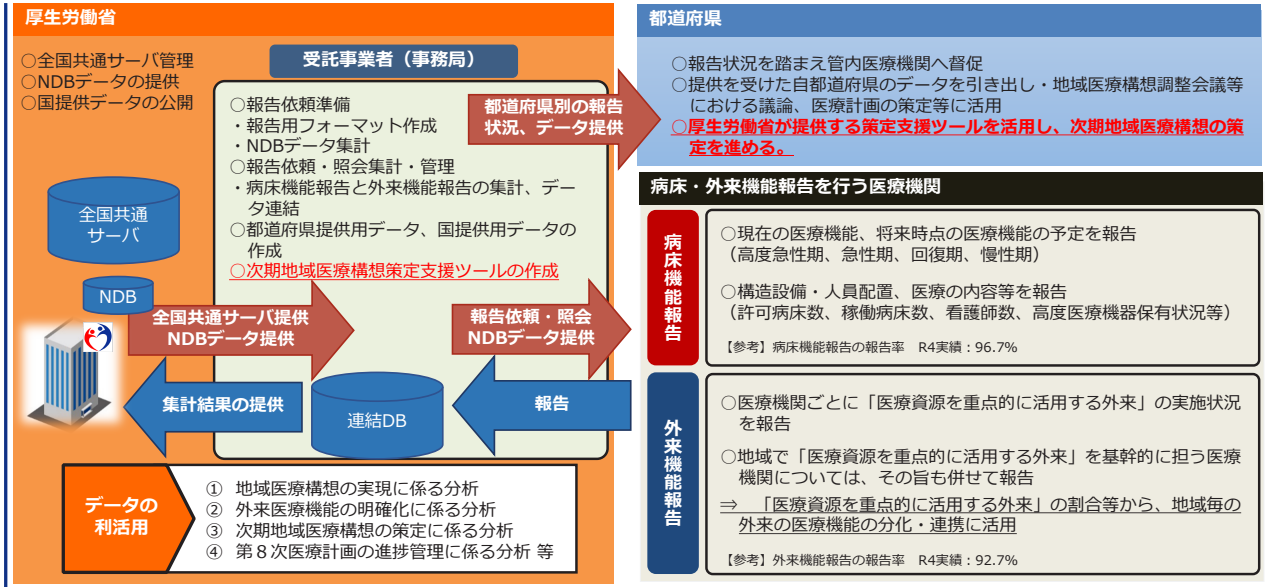 厚生労働省
○全国共通サーバ管理
○NDBデータの提供
○国提供データの公開
受託事業者（事務局）
○報告依頼準備
・報告用フォーマット作成
・NDBデータ集計
○報告依頼・照会集計・管理
・病床機能報告と外来機能報告の集計、デー
タ連結
○都道府県提供用データ、国提供用データの
作成
○次期地域医療構想策定支援ツールの作成
都道府県別の報告
状況、データ提供
全国共通
サーバ
NDB
全国共通サーバ提供
NDBデータ提供
報告依頼・照会
NDBデータ提供
集計結果の提供
連結DB
報告
データの
利活用
① 地域医療構想の実現に係る分析
② 外来医療機能の明確化に係る分析
③ 次期地域医療構想の策定に係る分析
④ 第８次医療計画の進捗管理に係る分析 等
都道府県
○報告状況を踏まえ管内医療機関へ督促
○提供を受けた自都道府県のデータを引き出し・地域医療構想調整会議等
における議論、医療計画の策定等に活用
○厚生労働省が提供する策定支援ツールを活用し、次期地域医療構想の策
定を進める。
病床・外来機能報告を行う医療機関
病床機能報告
○現在の医療機能、将来時点の医療機能の予定を報告
（高度急性期、急性期、回復期、慢性期）
○構造設備・人員配置、医療の内容等を報告
（許可病床数、稼働病床数、看護師数、高度医療機器保有状況等）
【参考】病床機能報告の報告率 R4実績：96.7%
外来機能報告
○医療機関ごとに「医療資源を重点的に活用する外来」の実施状況
を報告
○地域で「医療資源を重点的に活用する外来」を基幹的に担う医療
機関については、その旨も併せて報告
⇒ 「医療資源を重点的に活用する外来」の割合等から、地域毎の
外来の医療機能の分化・連携に活用
【参考】外来機能報告の報告率 R4実績：92.7%